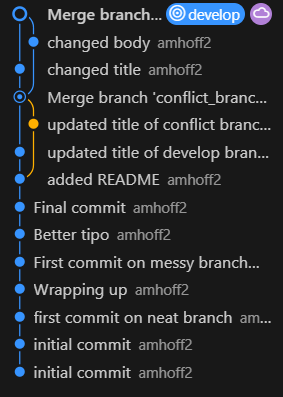 Merge branch... develop
changed body amhoff2
changed title amhoff2
Merge branch 'conflict_branc...
updated title of conflict branc...
updated title of develop bran...
added README amhoff2
Final commit amhoff2
Better tipo amhoff2
First commit on messy branch...
Wrapping up amhoff2
first commit on neat branch am...
initial commit amhoff2
initial commit amhoff2